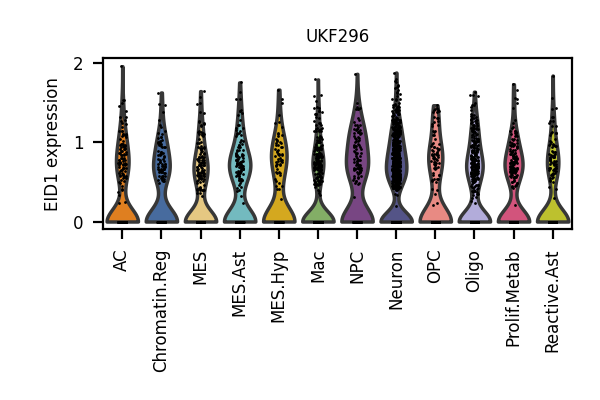 UKF296
EID1 expression
2
1
0
AC
Chromatin.Reg
MES
MES.Ast
MES.Hyp
Mac
NPC
Neuron
OPC
Oligo
Prolif.Metab
Reactive.Ast